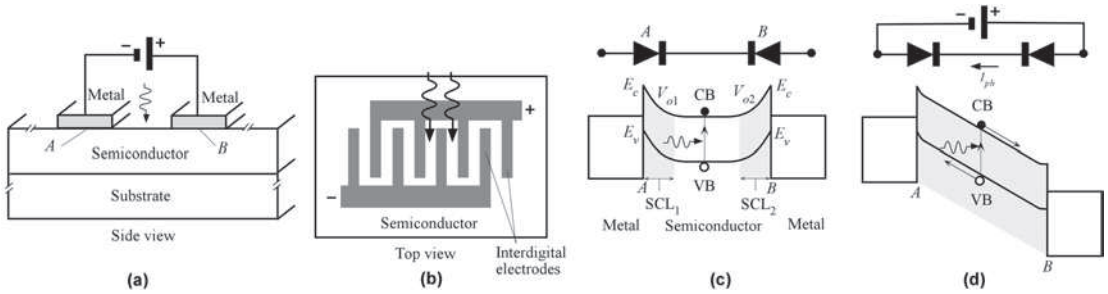 − +
Metal
Metal
A
B
Semiconductor
Substrate
Side view
(a)
+
−
Semiconductor
Top view
Interdigital
electrodes
(b)
A
B
E_c
V_o1
CB
V_o2
E_c
E_v
E_v
A
VB
B
SCL_1
SCL_2
Metal
Semiconductor
Metal
(c)
− +
I_ph
CB
A
VB
B
(d)